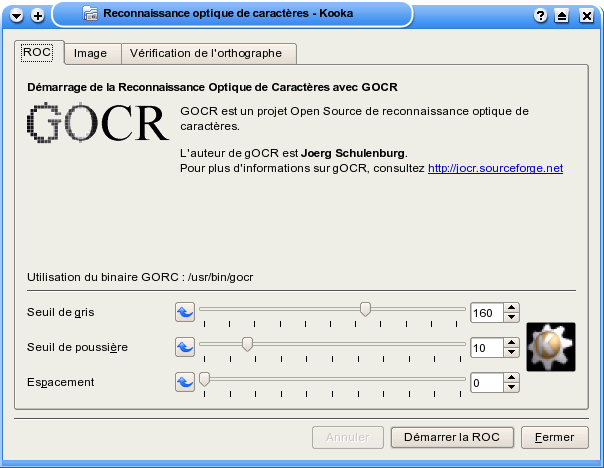 Reconnaissance optique de caractères - Kooka
ROC
Image
Vérification de l'orthographe
Démarrage de la Reconnaissance Optique de Caractères avec GOCR
GOCR
GOCR est un projet Open Source de reconnaissance optique de
caractères.
L'auteur de gOCR est Joerg Schulenburg.
Pour plus d'informations sur gOCR, consultez http://jocr.sourceforge.net
Utilisation du binaire GORC : /usr/bin/gocr
Seuil de gris
160
Seuil de poussière
10
Espacement
0
Annuler
Démarrer la ROC
Fermer